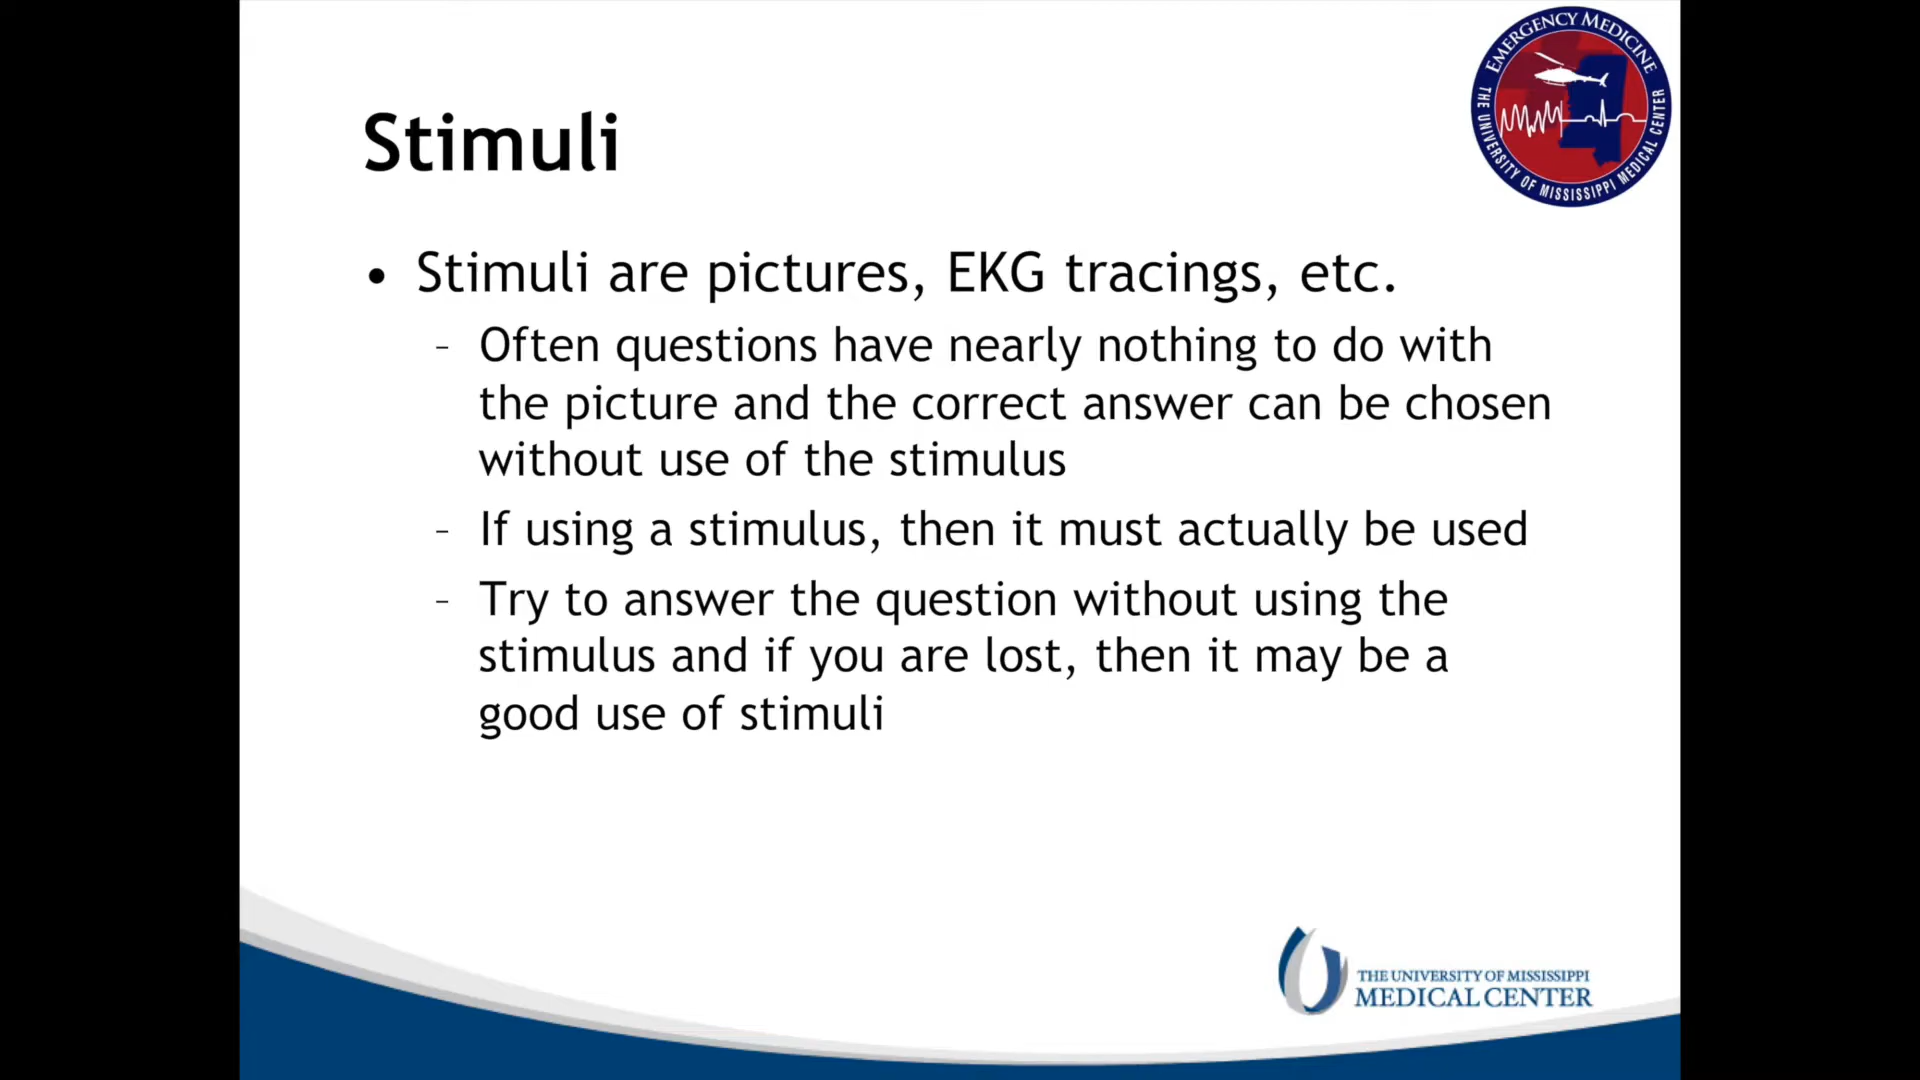 EMERGENCY MEDICINE
THE UNIVERSITY OF MISSISSIPPI MEDICAL CENTER
Stimuli
• Stimuli are pictures, EKG tracings, etc.
– Often questions have nearly nothing to do with
the picture and the correct answer can be chosen
without use of the stimulus
– If using a stimulus, then it must actually be used
– Try to answer the question without using the
stimulus and if you are lost, then it may be a
good use of stimuli
THE UNIVERSITY OF MISSISSIPPI
MEDICAL CENTER